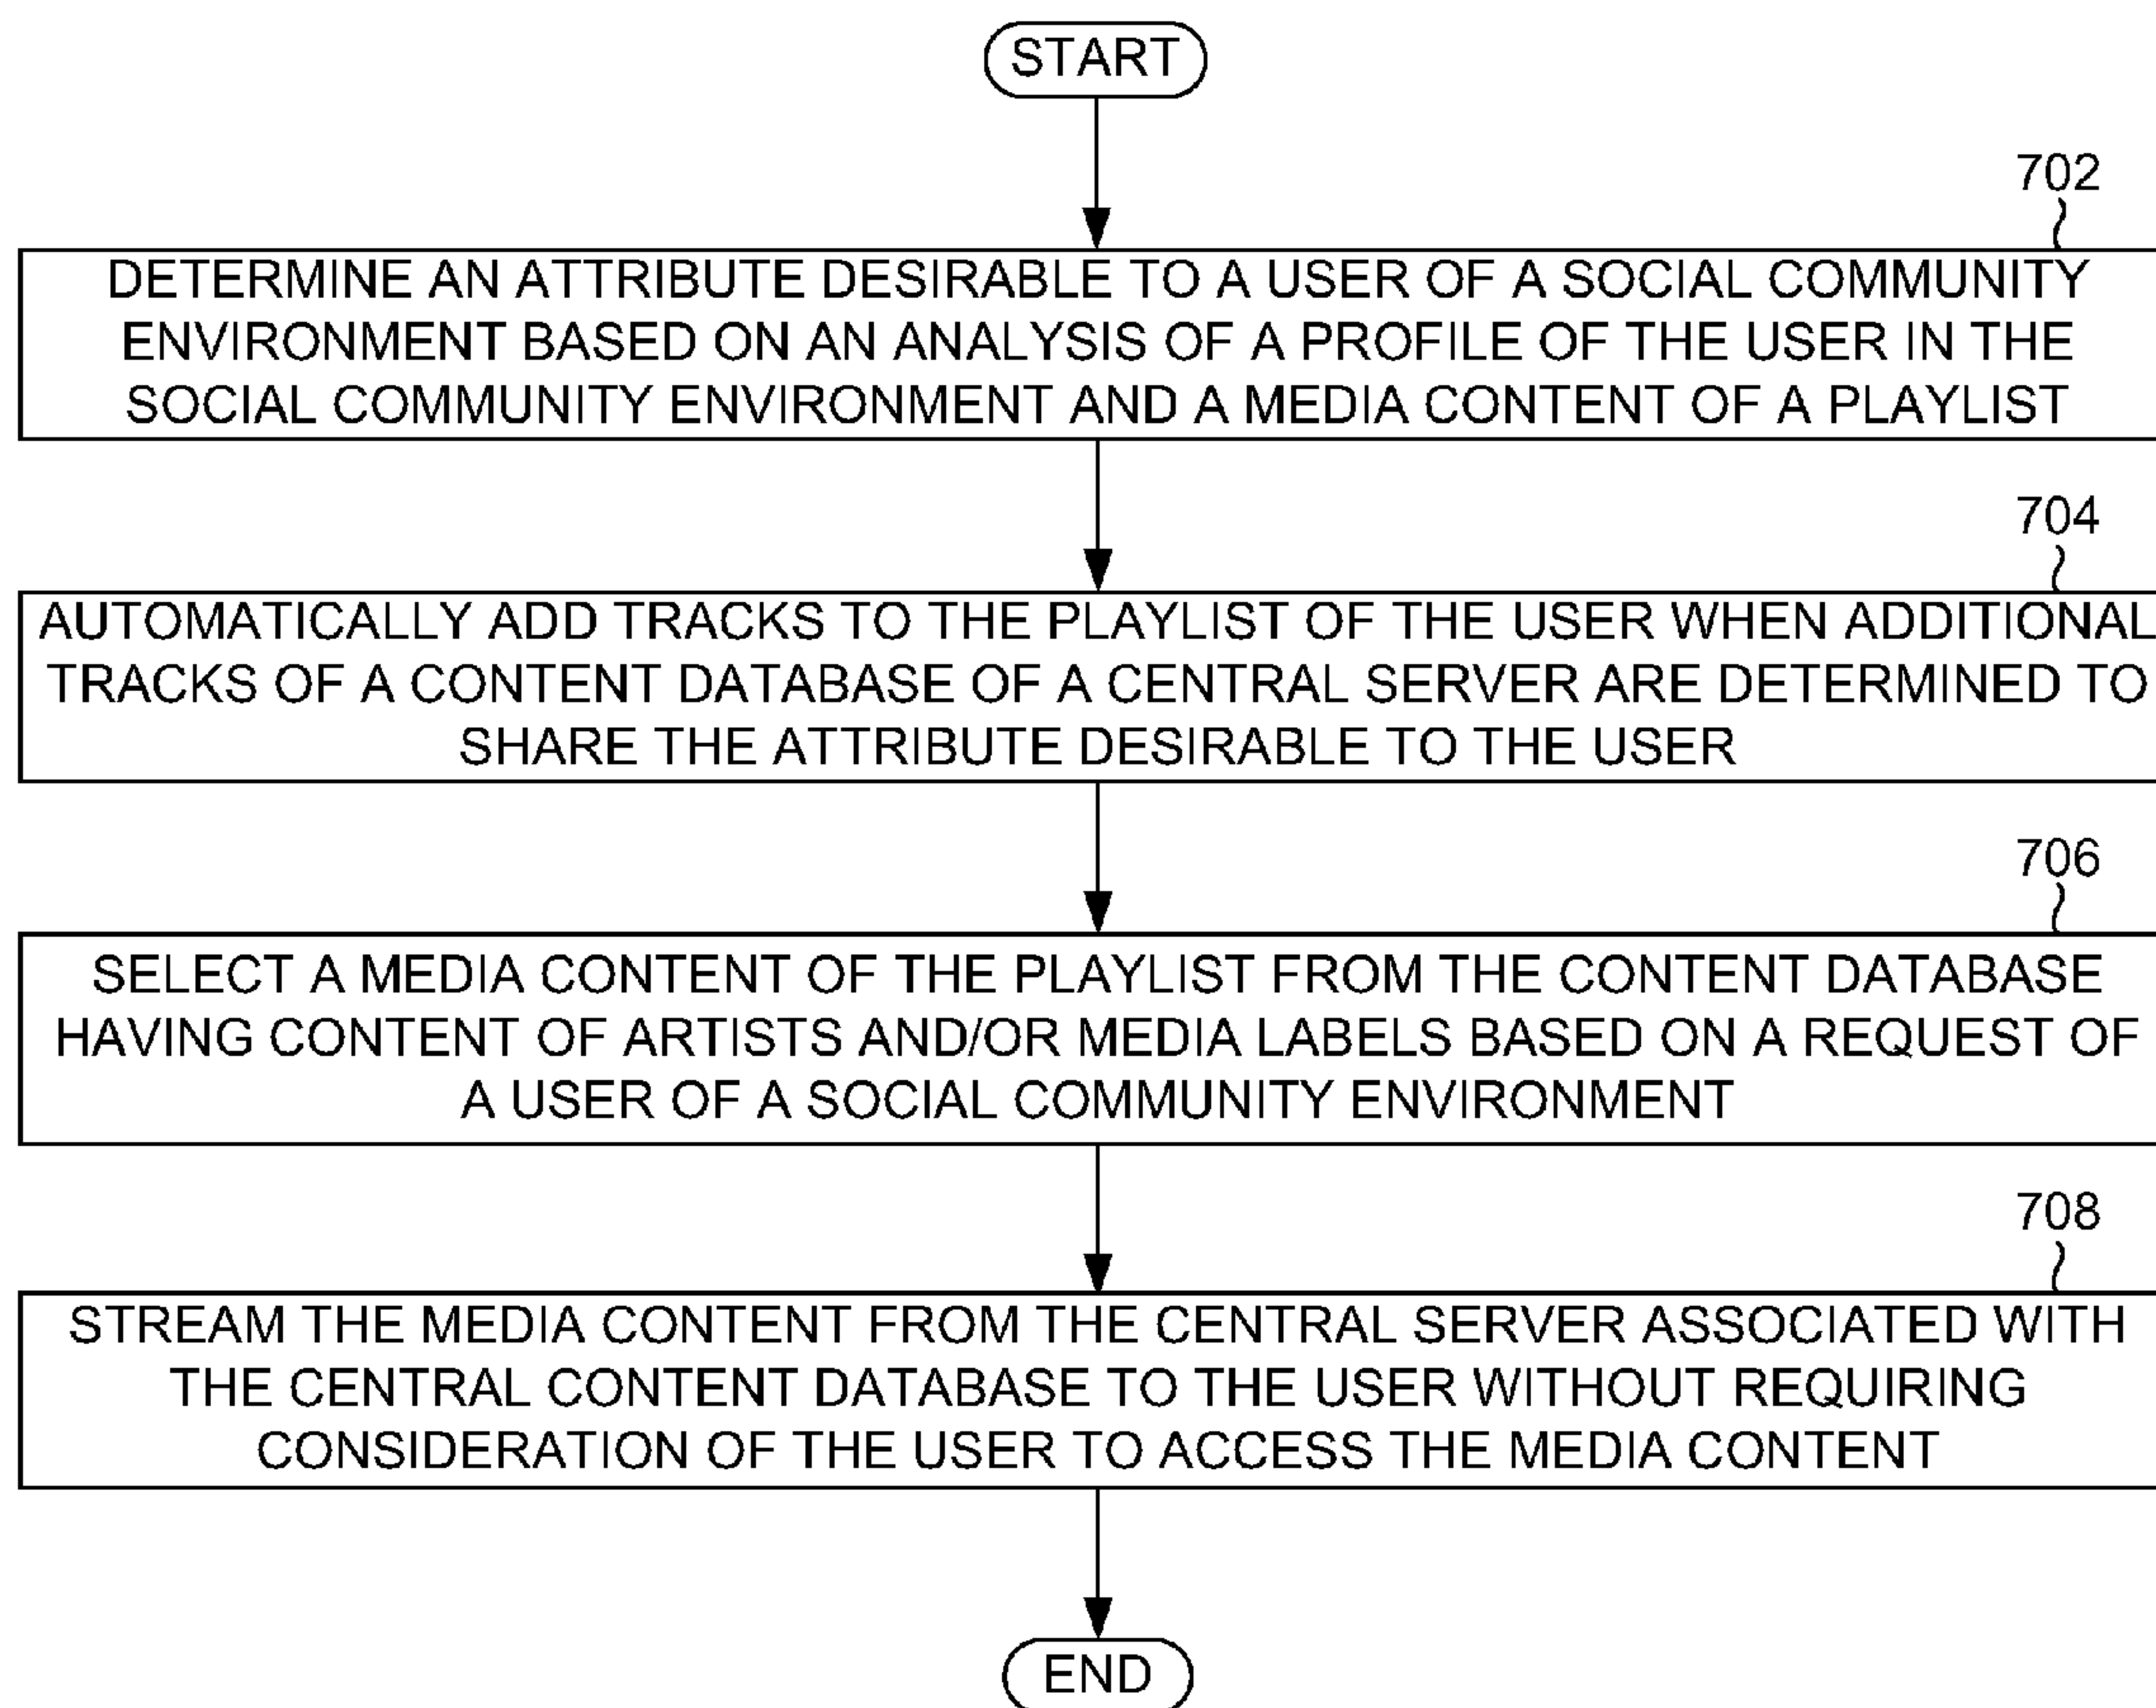 START
702
DETERMINE AN ATTRIBUTE DESIRABLE TO A USER OF A SOCIAL COMMUNITY
ENVIRONMENT BASED ON AN ANALYSIS OF A PROFILE OF THE USER IN THE
SOCIAL COMMUNITY ENVIRONMENT AND A MEDIA CONTENT OF A PLAYLIST
704
AUTOMATICALLY ADD TRACKS TO THE PLAYLIST OF THE USER WHEN ADDITIONAL
TRACKS OF A CONTENT DATABASE OF A CENTRAL SERVER ARE DETERMINED TO
SHARE THE ATTRIBUTE DESIRABLE TO THE USER
706
SELECT A MEDIA CONTENT OF THE PLAYLIST FROM THE CONTENT DATABASE
HAVING CONTENT OF ARTISTS AND/OR MEDIA LABELS BASED ON A REQUEST OF
A USER OF A SOCIAL COMMUNITY ENVIRONMENT
708
STREAM THE MEDIA CONTENT FROM THE CENTRAL SERVER ASSOCIATED WITH
THE CENTRAL CONTENT DATABASE TO THE USER WITHOUT REQUIRING
CONSIDERATION OF THE USER TO ACCESS THE MEDIA CONTENT
END